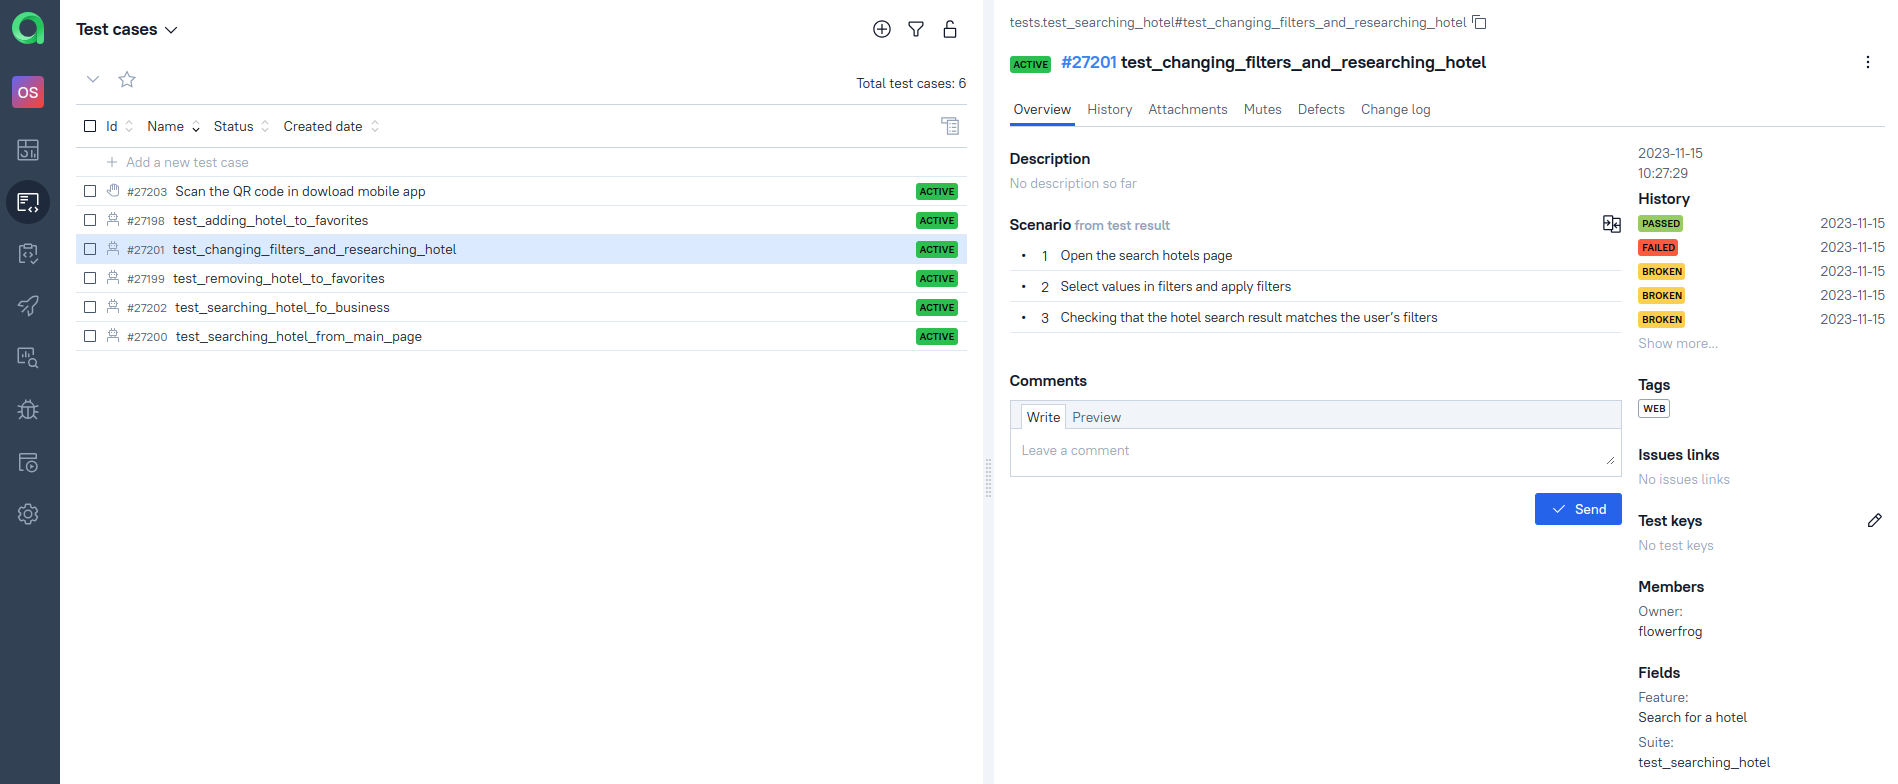 OS
Test cases
Total test cases: 6
Id Name Status Created date
Add a new test case
#27203 Scan the QR code in dowload mobile app ACTIVE
#27198 test_adding_hotel_to_favorites ACTIVE
#27201 test_changing_filters_and_researching_hotel ACTIVE
#27199 test_removing_hotel_to_favorites ACTIVE
#27202 test_searching_hotel_fo_business ACTIVE
#27200 test_searching_hotel_from_main_page ACTIVE
tests.test_searching_hotel#test_changing_filters_and_researching_hotel
ACTIVE #27201 test_changing_filters_and_researching_hotel
Overview History Attachments Mutes Defects Change log
Description
No description so far
Scenario from test result
• 1 Open the search hotels page
• 2 Select values in filters and apply filters
• 3 Checking that the hotel search result matches the user's filters
Comments
Write Preview
Leave a comment
Send
2023-11-15
10:27:29
History
PASSED 2023-11-15
FAILED 2023-11-15
BROKEN 2023-11-15
BROKEN 2023-11-15
BROKEN 2023-11-15
Show more...
Tags
WEB
Issues links
No issues links
Test keys
No test keys
Members
Owner:
flowerfrog
Fields
Feature:
Search for a hotel
Suite:
test_searching_hotel